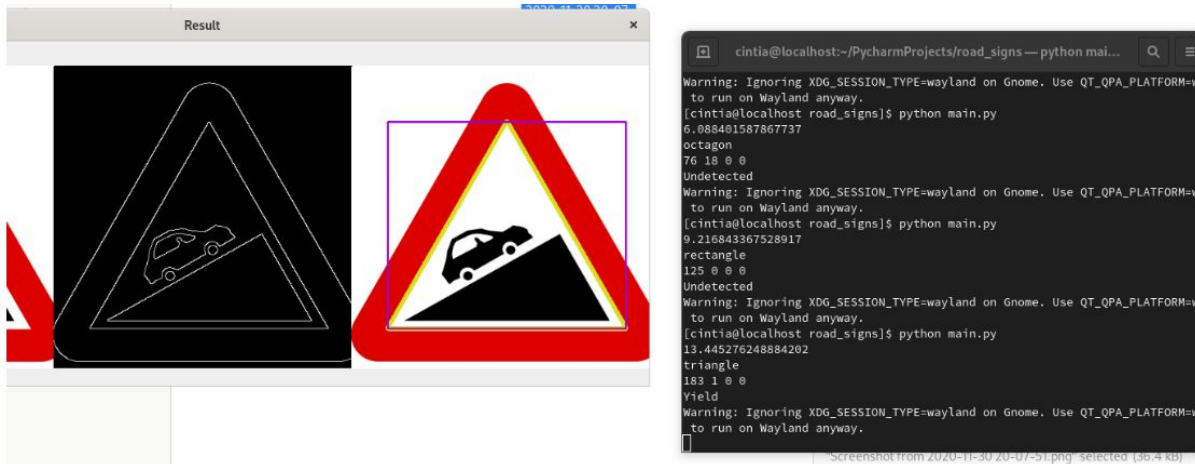 Result
×
cintia@localhost:~/PycharmProjects/road_signs — python mai...
Warning: Ignoring XDG_SESSION_TYPE=wayland on Gnome. Use QT_QPA_PLATFORM=w
to run on Wayland anyway.
[cintia@localhost road_signs]$ python main.py
6.088401587867737
octagon
76 18 0 0
Undetected
Warning: Ignoring XDG_SESSION_TYPE=wayland on Gnome. Use QT_QPA_PLATFORM=w
to run on Wayland anyway.
[cintia@localhost road_signs]$ python main.py
9.216843367528917
rectangle
125 0 0 0
Undetected
Warning: Ignoring XDG_SESSION_TYPE=wayland on Gnome. Use QT_QPA_PLATFORM=w
to run on Wayland anyway.
[cintia@localhost road_signs]$ python main.py
13.445276248884202
triangle
183 1 0 0
Yield
Warning: Ignoring XDG_SESSION_TYPE=wayland on Gnome. Use QT_QPA_PLATFORM=w
to run on Wayland anyway.
"Screenshot from 2020-11-30 20-07-51.png" selected (36.4 kB)